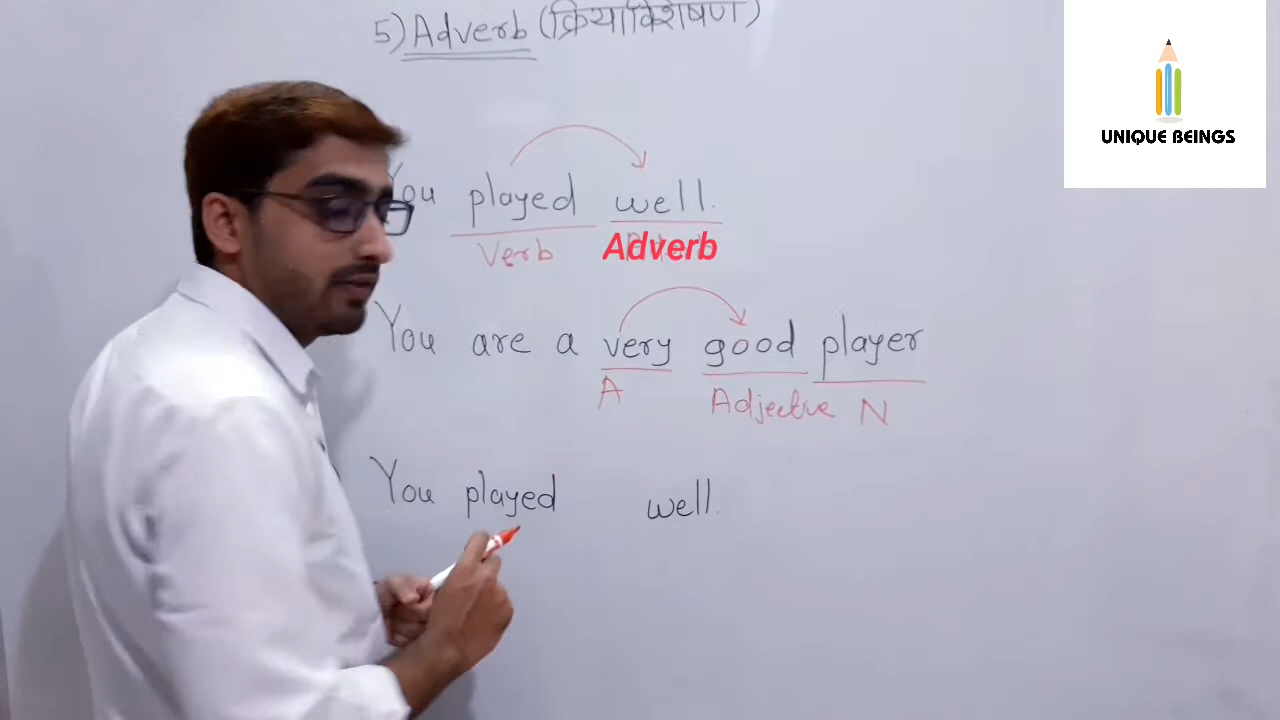 5) Adverb (क्रियाविशेषण)
UNIQUE BEINGS
You played well.
Verb Adverb
You are a very good player
A Adjective N
You played well.